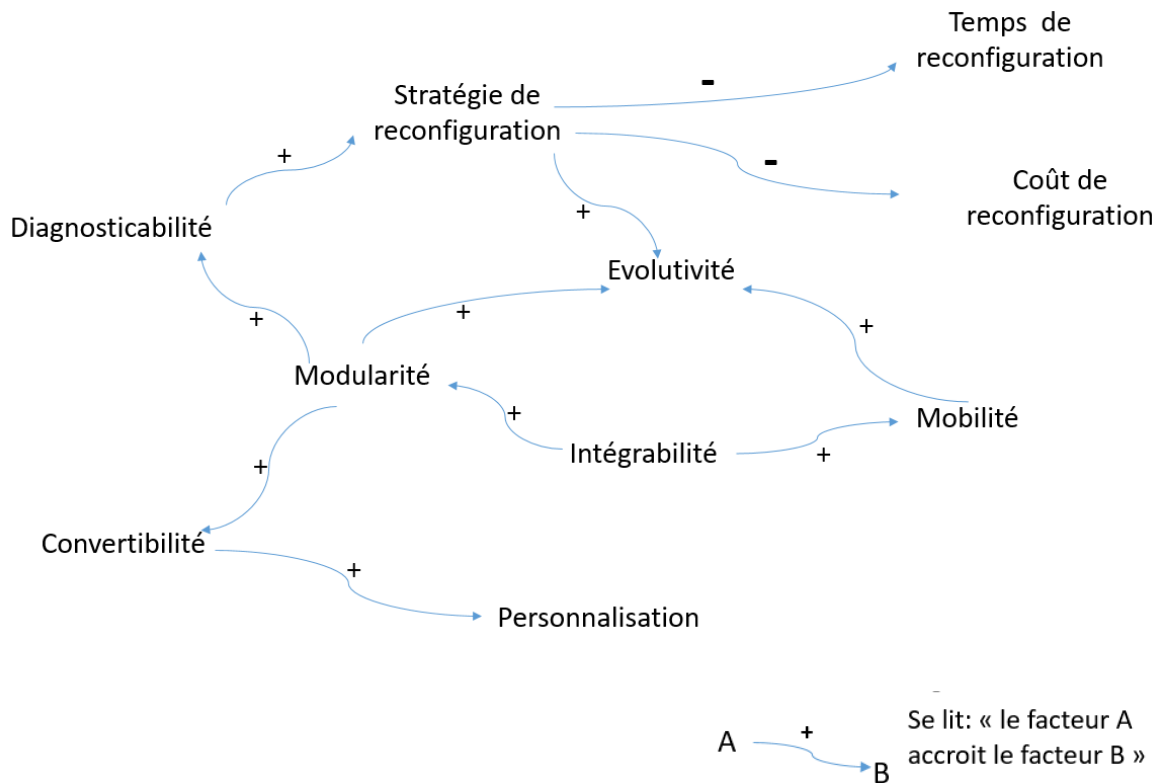 Temps de
reconfiguration
-
Stratégie de
reconfiguration
-
+
Coût de
reconfiguration
Diagnosticabilité
+
Evolutivité
+
+
+
Modularité
+
Mobilité
Intégrabilité
+
+
Convertibilité
+
Personnalisation
Se lit: « le facteur A
accroit le facteur B »
A
+
B